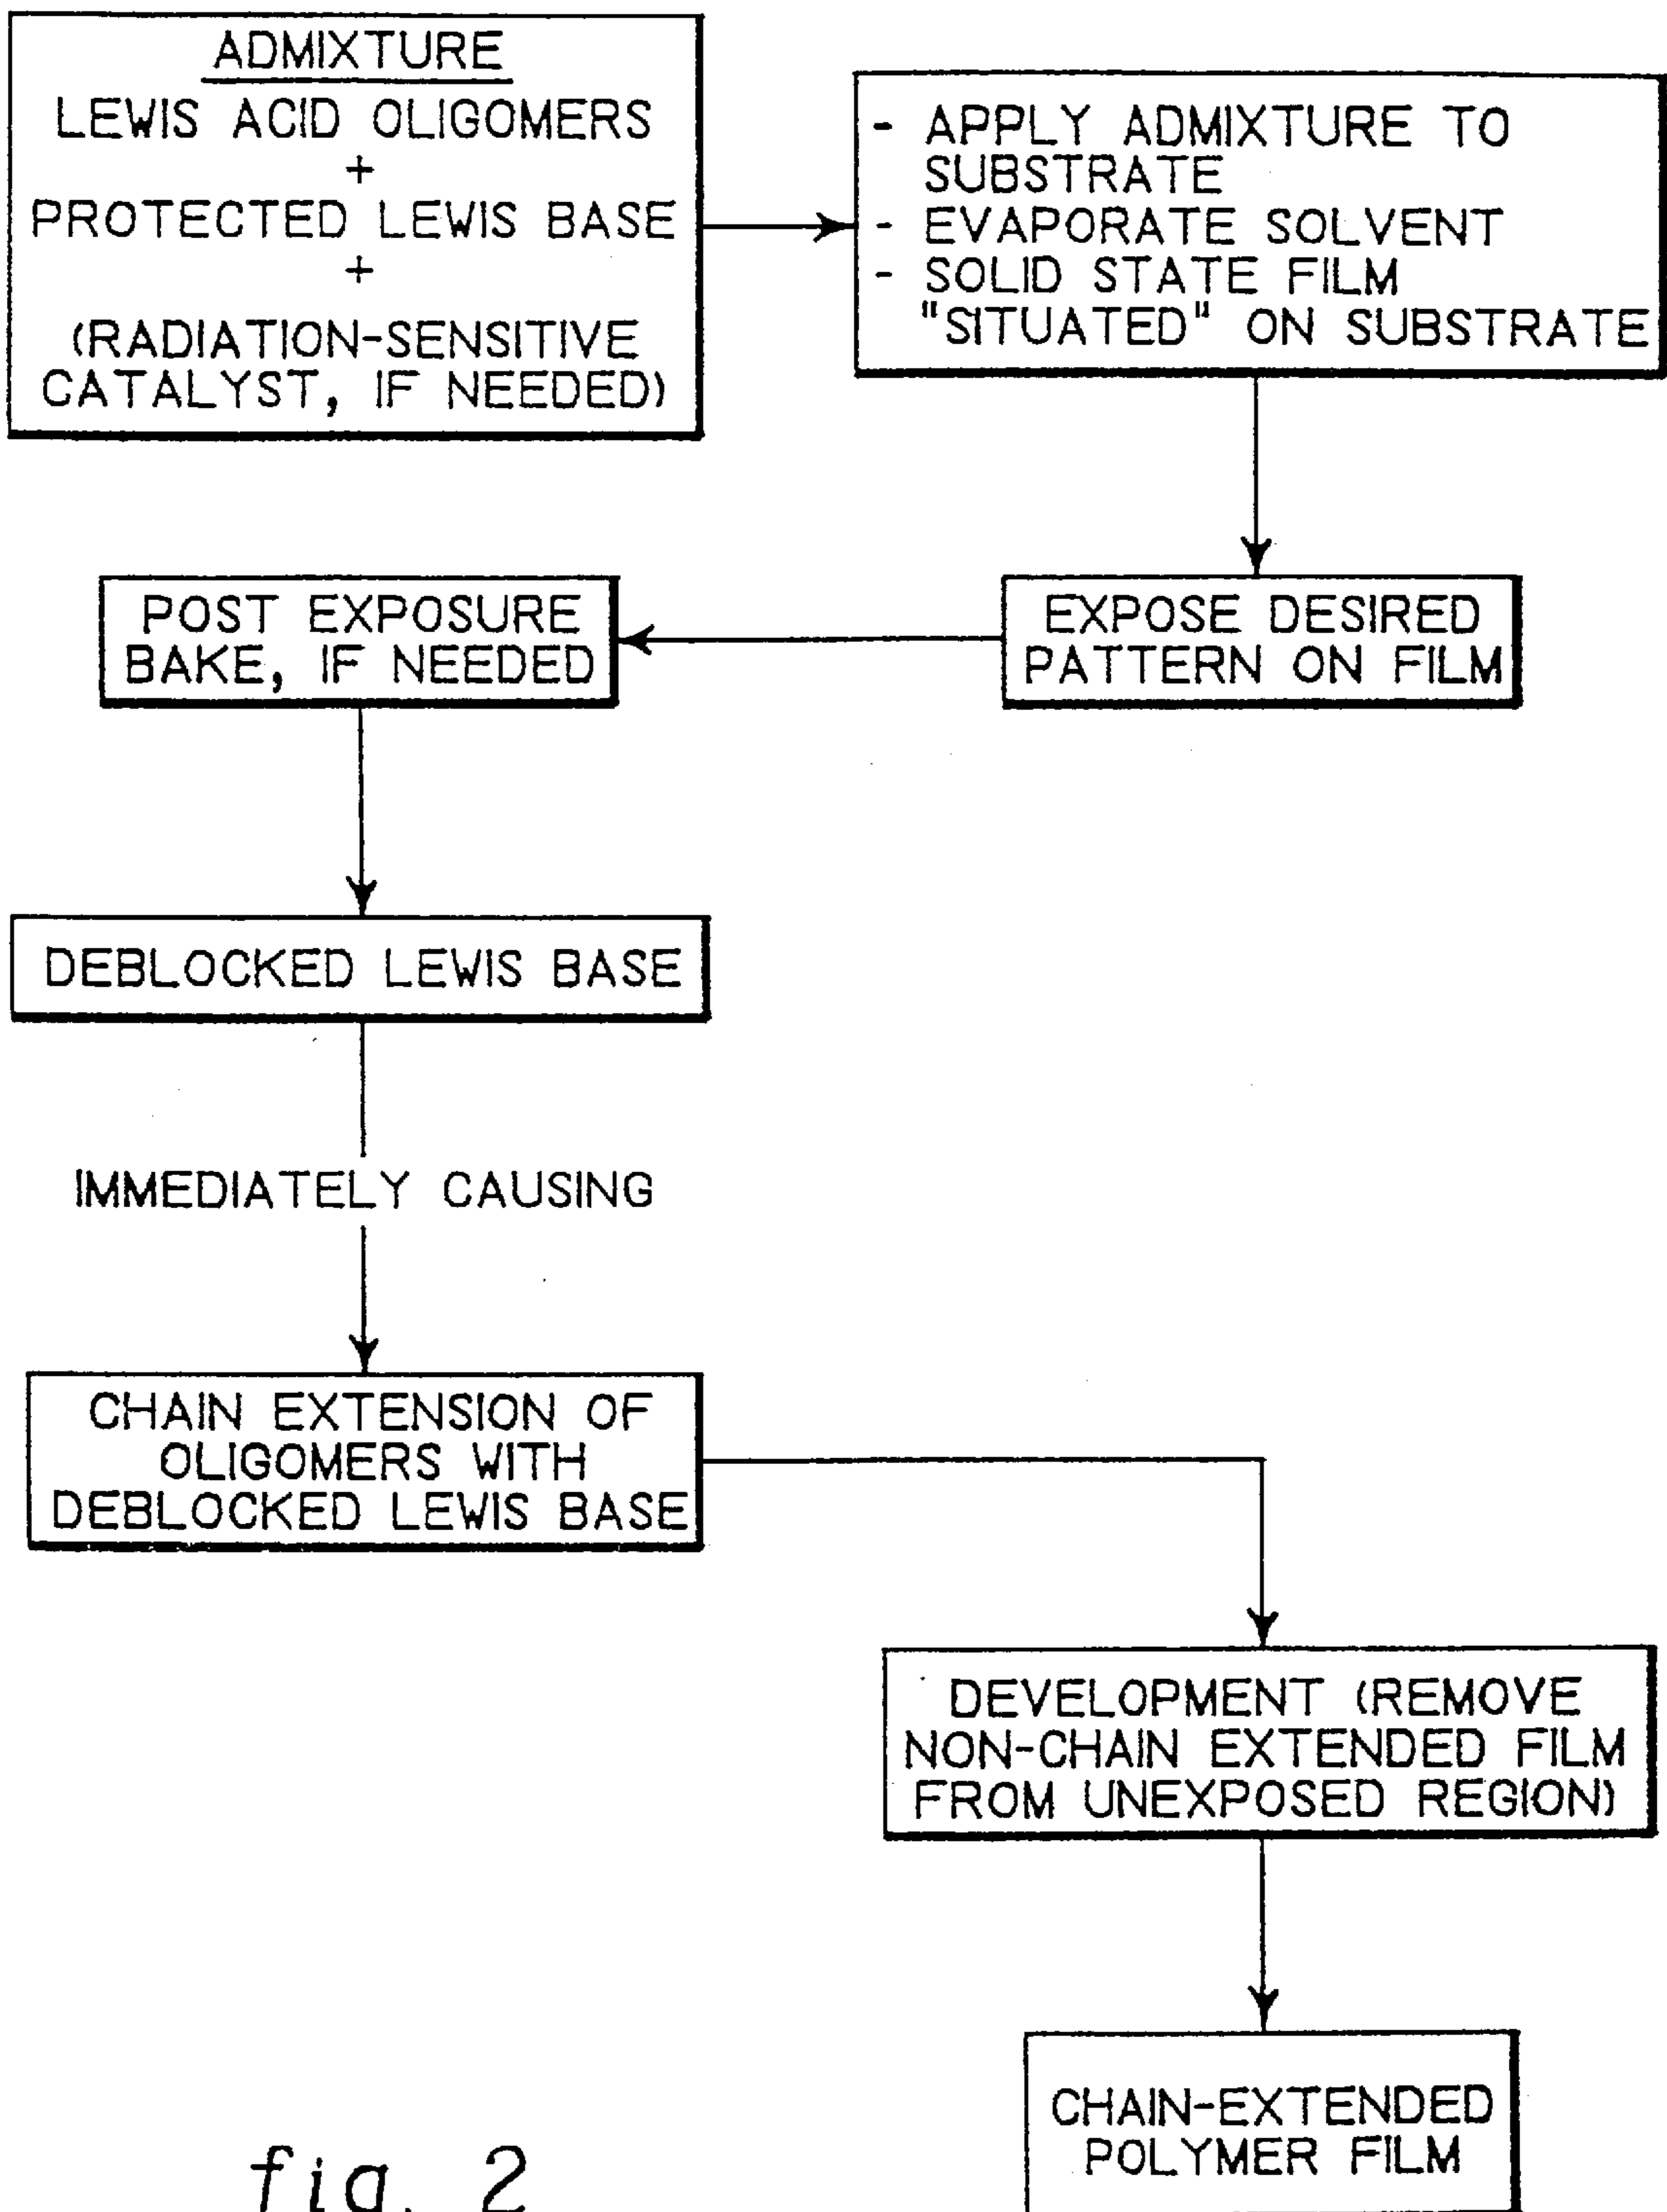 ADMIXTURE
LEWIS ACID OLIGOMERS
+
PROTECTED LEWIS BASE
+
(RADIATION-SENSITIVE
CATALYST, IF NEEDED)
- APPLY ADMIXTURE TO
SUBSTRATE
- EVAPORATE SOLVENT
- SOLID STATE FILM
"SITUATED" ON SUBSTRATE
EXPOSE DESIRED
PATTERN ON FILM
POST EXPOSURE
BAKE, IF NEEDED
DEBLOCKED LEWIS BASE
IMMEDIATELY CAUSING
CHAIN EXTENSION OF
OLIGOMERS WITH
DEBLOCKED LEWIS BASE
DEVELOPMENT (REMOVE
NON-CHAIN EXTENDED FILM
FROM UNEXPOSED REGION)
CHAIN-EXTENDED
POLYMER FILM
fig. 2